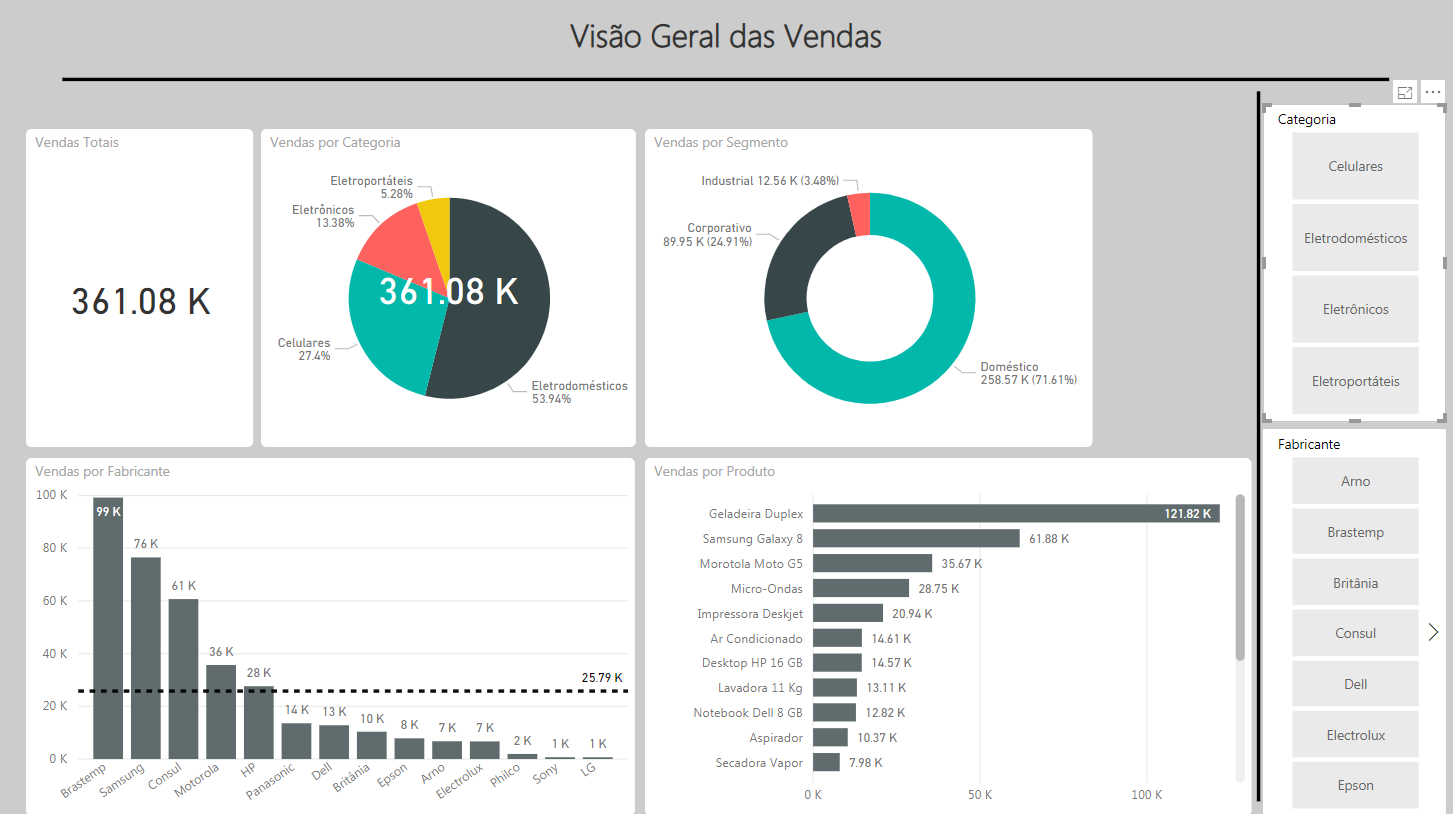 Visão Geral das Vendas
Vendas Totais
361.08 K
Vendas por Categoria
Eletroportáteis
5.28%
Eletrônicos
13.38%
361.08 K
Celulares
27.4%
Eletrodomésticos
53.94%
Vendas por Segmento
Industrial 12.56 K (3.48%)
Corporativo
89.95 K (24.91%)
Doméstico
258.57 K (71.61%)
Categoria
Celulares
Eletrodomésticos
Eletrônicos
Eletroportáteis
Vendas por Fabricante
100 K
80 K
60 K
40 K
20 K
0 K
99 K
76 K
61 K
36 K
28 K
14 K
13 K
10 K
8 K
7 K
7 K
2 K
1 K
1 K
25.79 K
Brastemp
Samsung
Consul
Motorola
HP
Panasonic
Dell
Britânia
Epson
Arno
Electrolux
Philco
Sony
LG
Vendas por Produto
Geladeira Duplex 121.82 K
Samsung Galaxy 8 61.88 K
Morotola Moto G5 35.67 K
Micro-Ondas 28.75 K
Impressora Deskjet 20.94 K
Ar Condicionado 14.61 K
Desktop HP 16 GB 14.57 K
Lavadora 11 Kg 13.11 K
Notebook Dell 8 GB 12.82 K
Aspirador 10.37 K
Secadora Vapor 7.98 K
0 K 50 K 100 K
Fabricante
Arno
Brastemp
Britânia
Consul
Dell
Electrolux
Epson